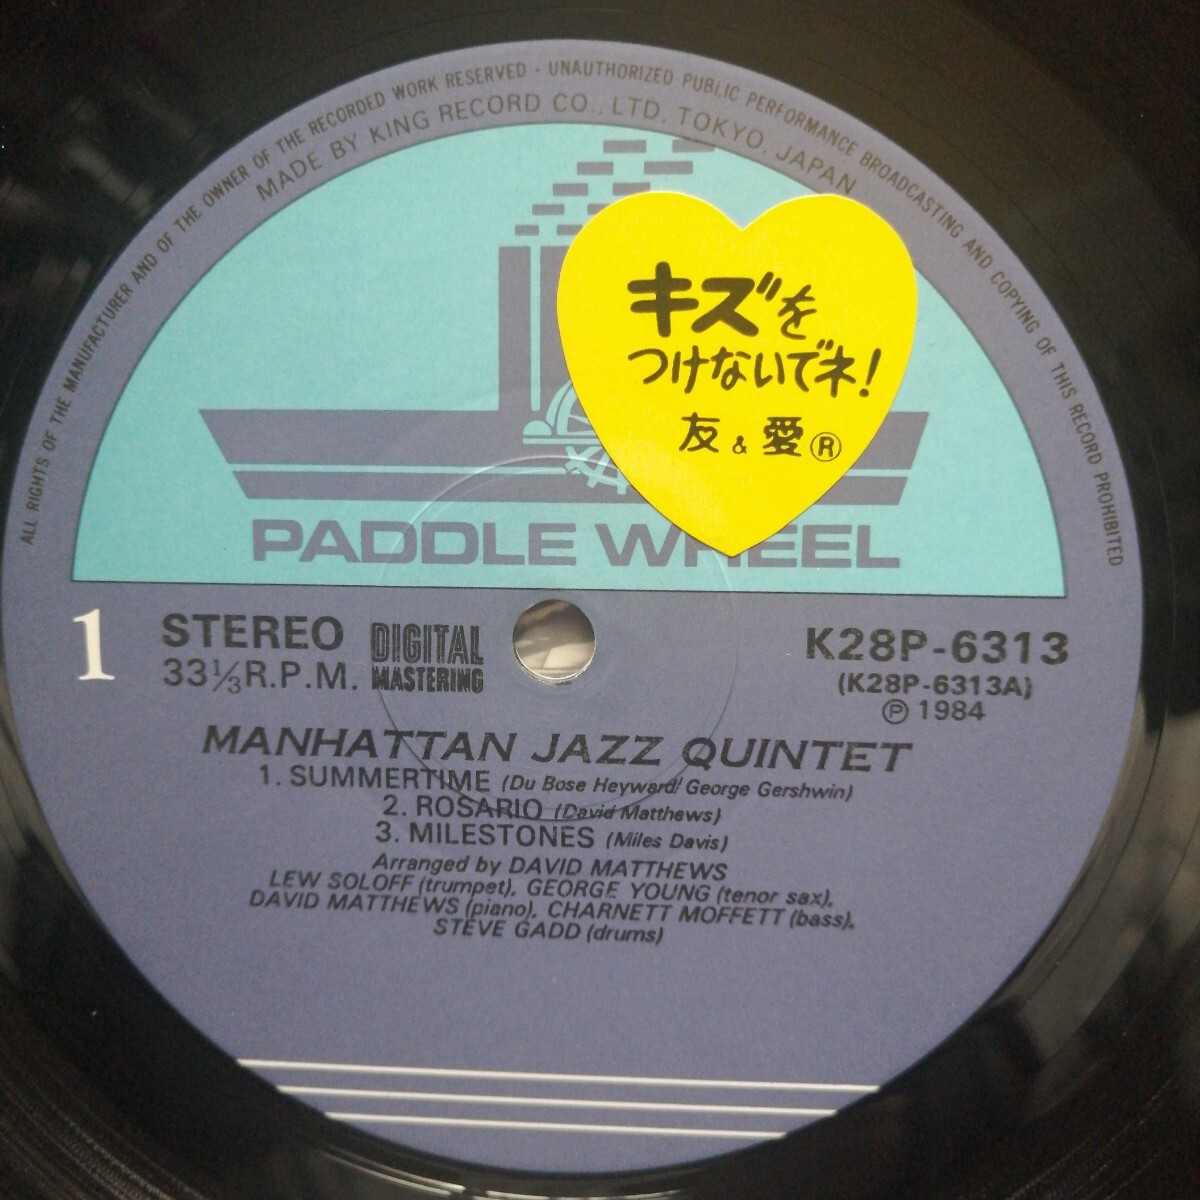 ALL RIGHTS OF THE MANUFACTURER AND OF THE OWNER OF THE RECORDED WORK RESERVED · UNAUTHORIZED PUBLIC PERFORMANCE BROADCASTING AND COPYING OF THIS RECORD PROHIBITED
MADE BY KING RECORD CO., LTD. TOKYO. JAPAN
キズを
つけないでネ!
友 & 愛 Ⓡ
PADDLE WHEEL
1
STEREO
33⅓ R.P.M.
DIGITAL
MASTERING
K28P-6313
(K28P-6313A)
Ⓟ 1984
MANHATTAN JAZZ QUINTET
1. SUMMERTIME (Du Bose Heyward/ George Gershwin)
2. ROSARIO (David Matthews)
3. MILESTONES (Miles Davis)
Arranged by DAVID MATTHEWS
LEW SOLOFF (trumpet), GEORGE YOUNG (tenor sax),
DAVID MATTHEWS (piano), CHARNETT MOFFETT (bass),
STEVE GADD (drums)